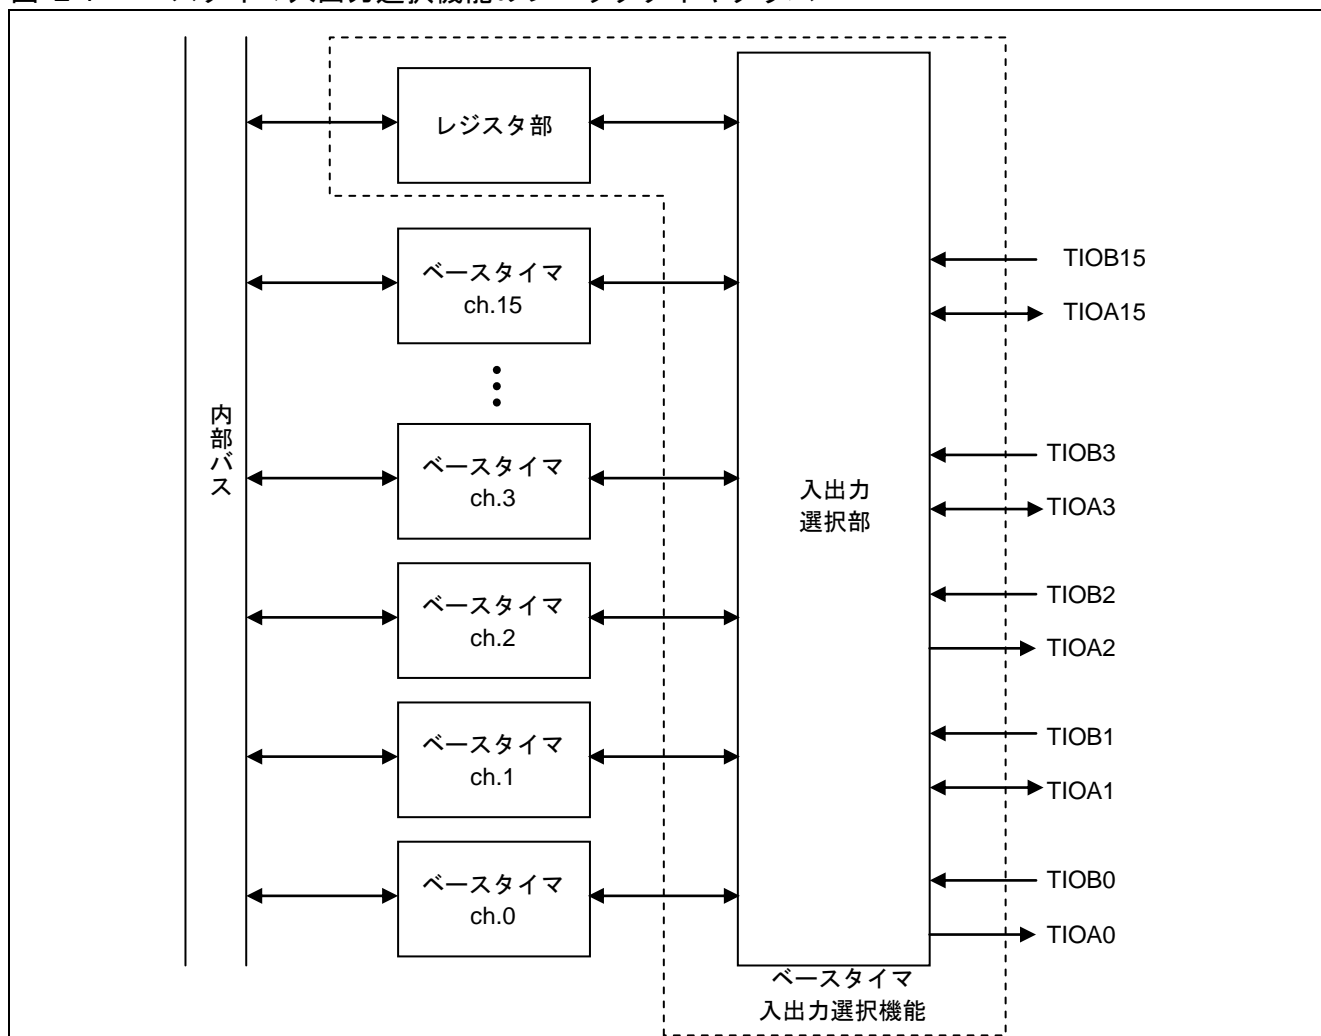 レジスタ部
ベースタイマ
ch.15
TIOB15
TIOA15
内部バス
ベースタイマ
ch.3
入出力
選択部
TIOB3
TIOA3
ベースタイマ
ch.2
TIOB2
TIOA2
ベースタイマ
ch.1
TIOB1
TIOA1
ベースタイマ
ch.0
TIOB0
TIOA0
ベースタイマ
入出力選択機能